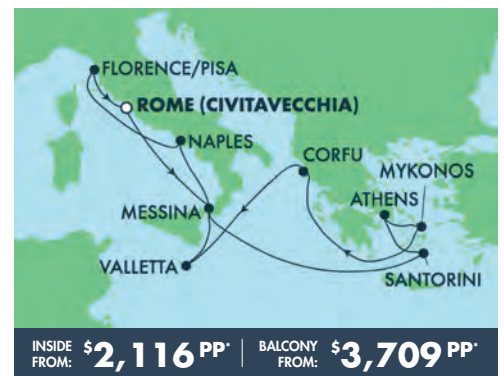 FLORENCE/PISA
ROME (CIVITAVECCHIA)
NAPLES
CORFU
MYKONOS
ATHENS
MESSINA
VALLETTA
SANTORINI
INSIDE FROM: $2,116 PP* | BALCONY FROM: $3,709 PP*